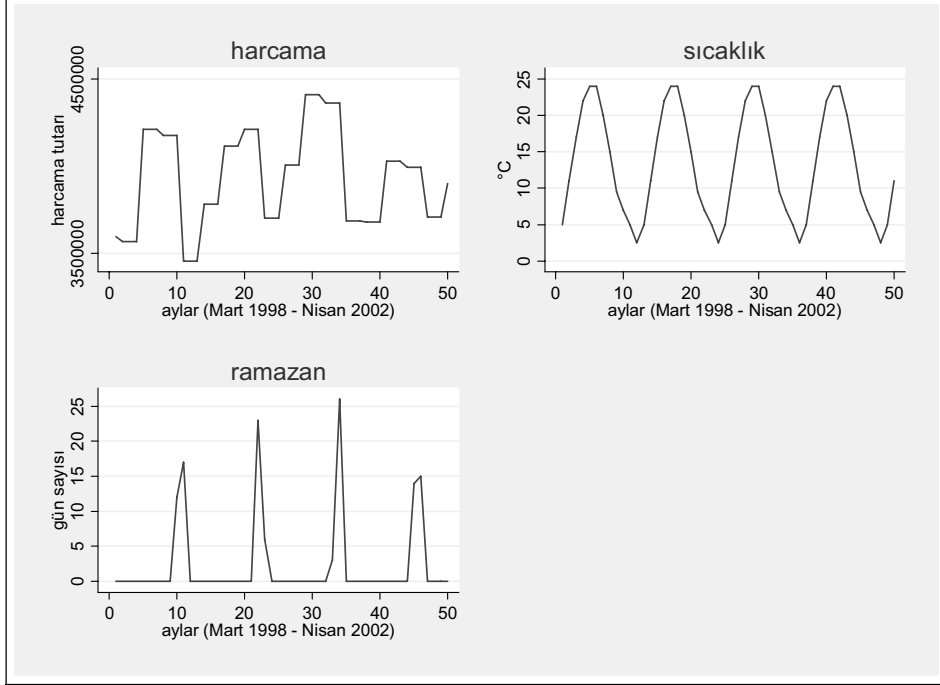 harcama
harcama tutarı
4500000
3500000
0 10 20 30 40 50
aylar (Mart 1998 - Nisan 2002)
sıcaklık
°C
25
20
15
10
5
0
0 10 20 30 40 50
aylar (Mart 1998 - Nisan 2002)
ramazan
gün sayısı
25
20
15
10
5
0
0 10 20 30 40 50
aylar (Mart 1998 - Nisan 2002)